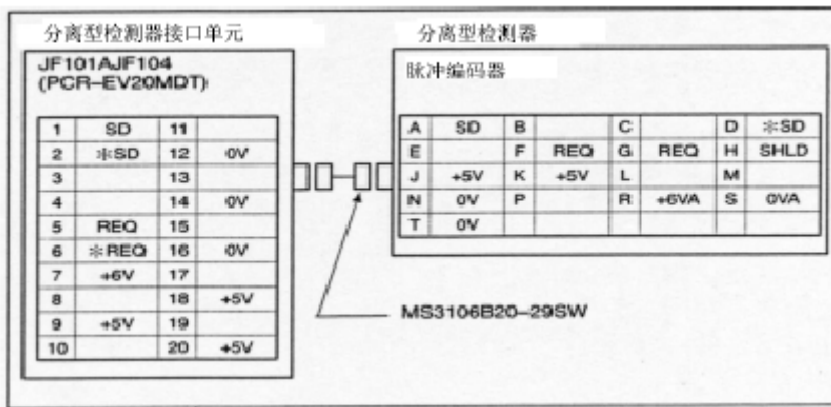 分离型检测器接口单元
JF101AJF104
(PCR-EV20MDT)
1 SD 11
2 ※SD 12 0V
3 13
4 14 0V
5 REQ 15
6 ※REQ 16 0V
7 +6V 17
8 18 +5V
9 +5V 19
10 20 +5V
分离型检测器
脉冲编码器
A SD B C D ※SD
E F REQ G REQ H SHLD
J +5V K +5V L M
N 0V P R +6VA S 0VA
T 0V
MS3106B20-29SW